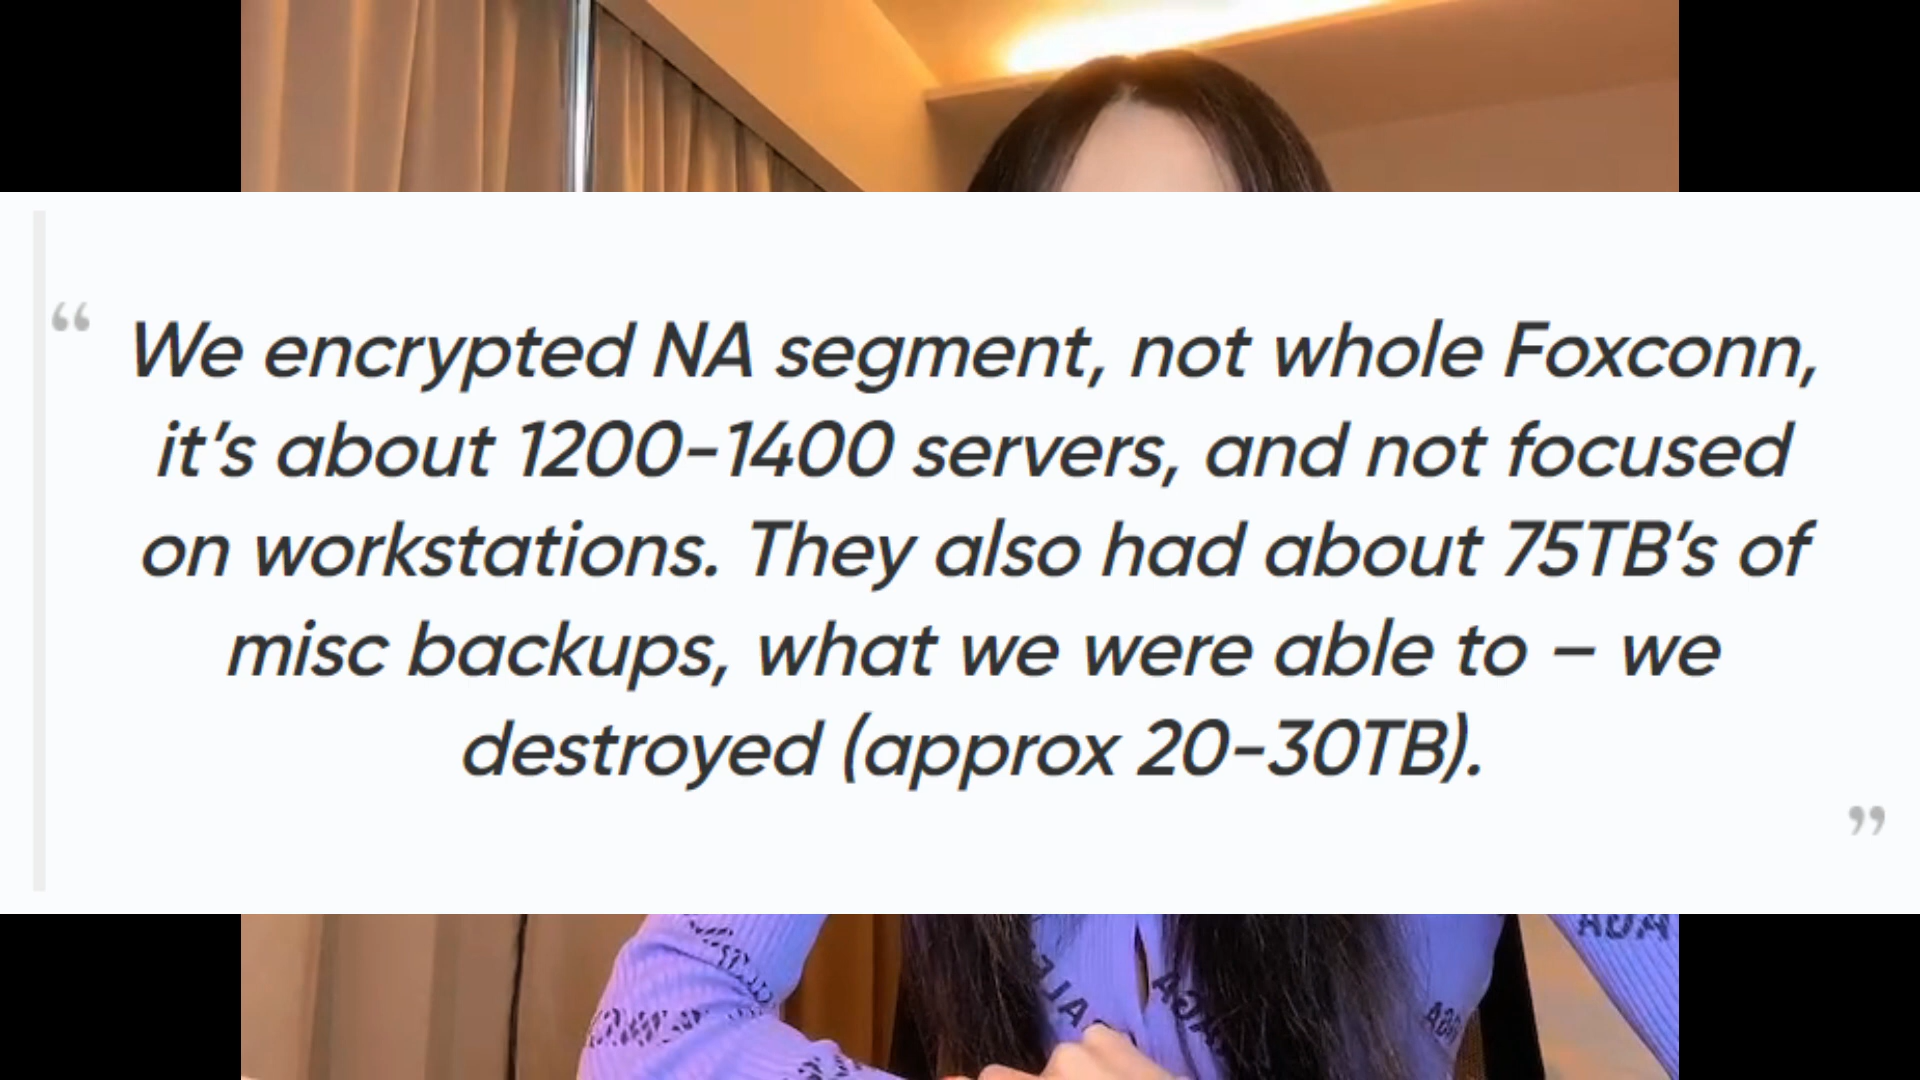 “We encrypted NA segment, not whole Foxconn,
it’s about 1200-1400 servers, and not focused
on workstations. They also had about 75TB’s of
misc backups, what we were able to – we
destroyed (approx 20-30TB).
”